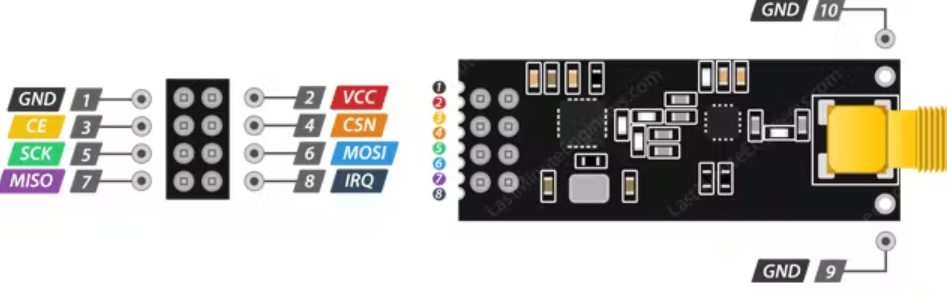 GND 10
GND 1
2 VCC
CE 3
4 CSN
SCK 5
6 MOSI
MISO 7
8 IRQ
1
2
3
4
5
6
7
8
GND 9